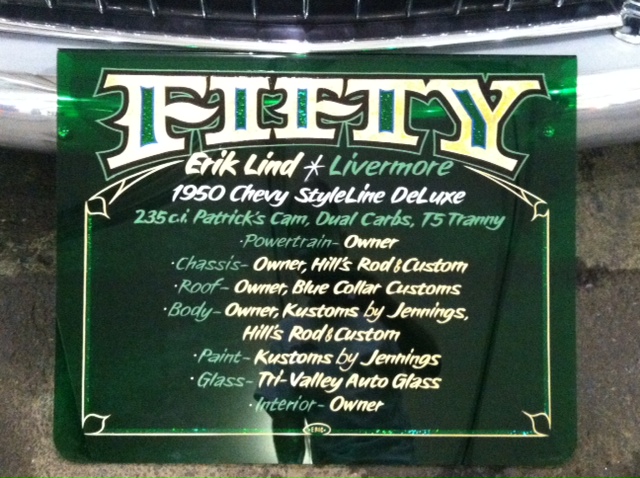 FIFTY
Erik Lind * Livermore
1950 Chevy StyleLine DeLuxe
235 c.i. Patrick's Cam, Dual Carbs, T5 Tranny
·Powertrain- Owner
·Chassis- Owner, Hill's Rod & Custom
·Roof- Owner, Blue Collar Customs
·Body- Owner, Kustoms by Jennings,
Hill's Rod & Custom
·Paint- Kustoms by Jennings
·Glass- Tri-Valley Auto Glass
·Interior- Owner